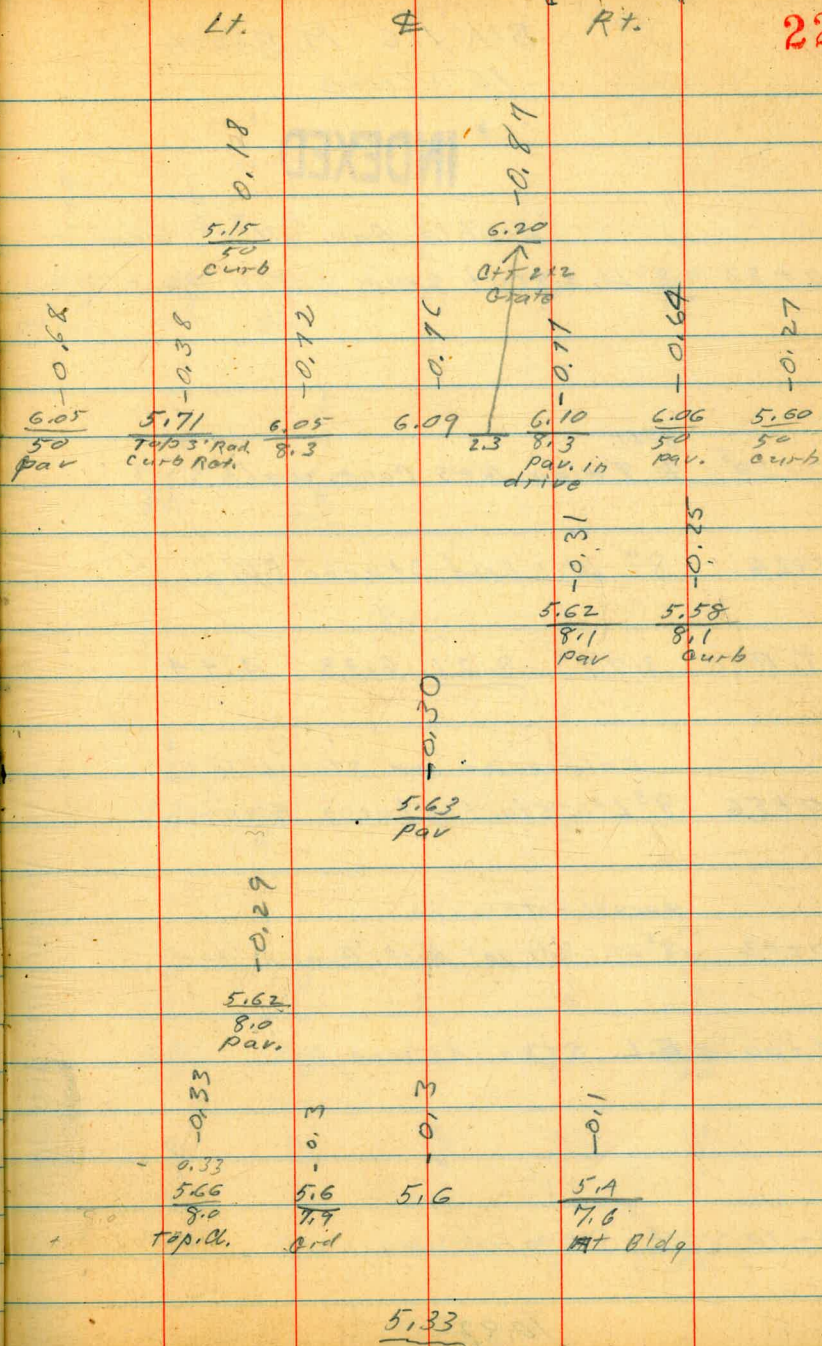 Lt. ℄ Rt. 22
0.18 -0.87
5.15 6.20
50
Curb Ctr 2x2
Grate
-0.68 -0.38 -0.72 -0.76 -0.77 -0.64 -0.27
6.05 5.71 6.05 6.09 6.10 6.06 5.60
50 Top 3' Rad. 8.3 2.3 8.3 50 50
pav Curb Ret. pav. in pav. curb
drive
-0.31 -0.25
5.62 5.58
8.1 8.1
pav curb
-0.30
5.63
pav
-0.29
5.62
8.0
pav.
-0.33 -0.3 -0.3 -0.1
0.33
5.66 5.6 5.6 5.4
8.0 7.9 7.6
Top.C. Grd at Bldg
5.33
INDEXED